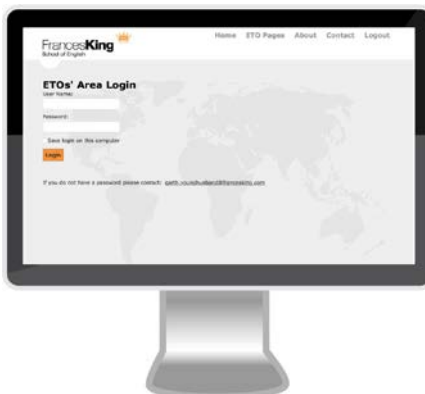 FrancesKing
School of English
Home ETO Pages About Contact Logout
ETOs' Area Login
User Name:
Password:
Save login on this computer
Login
If you do not have a password please contact: